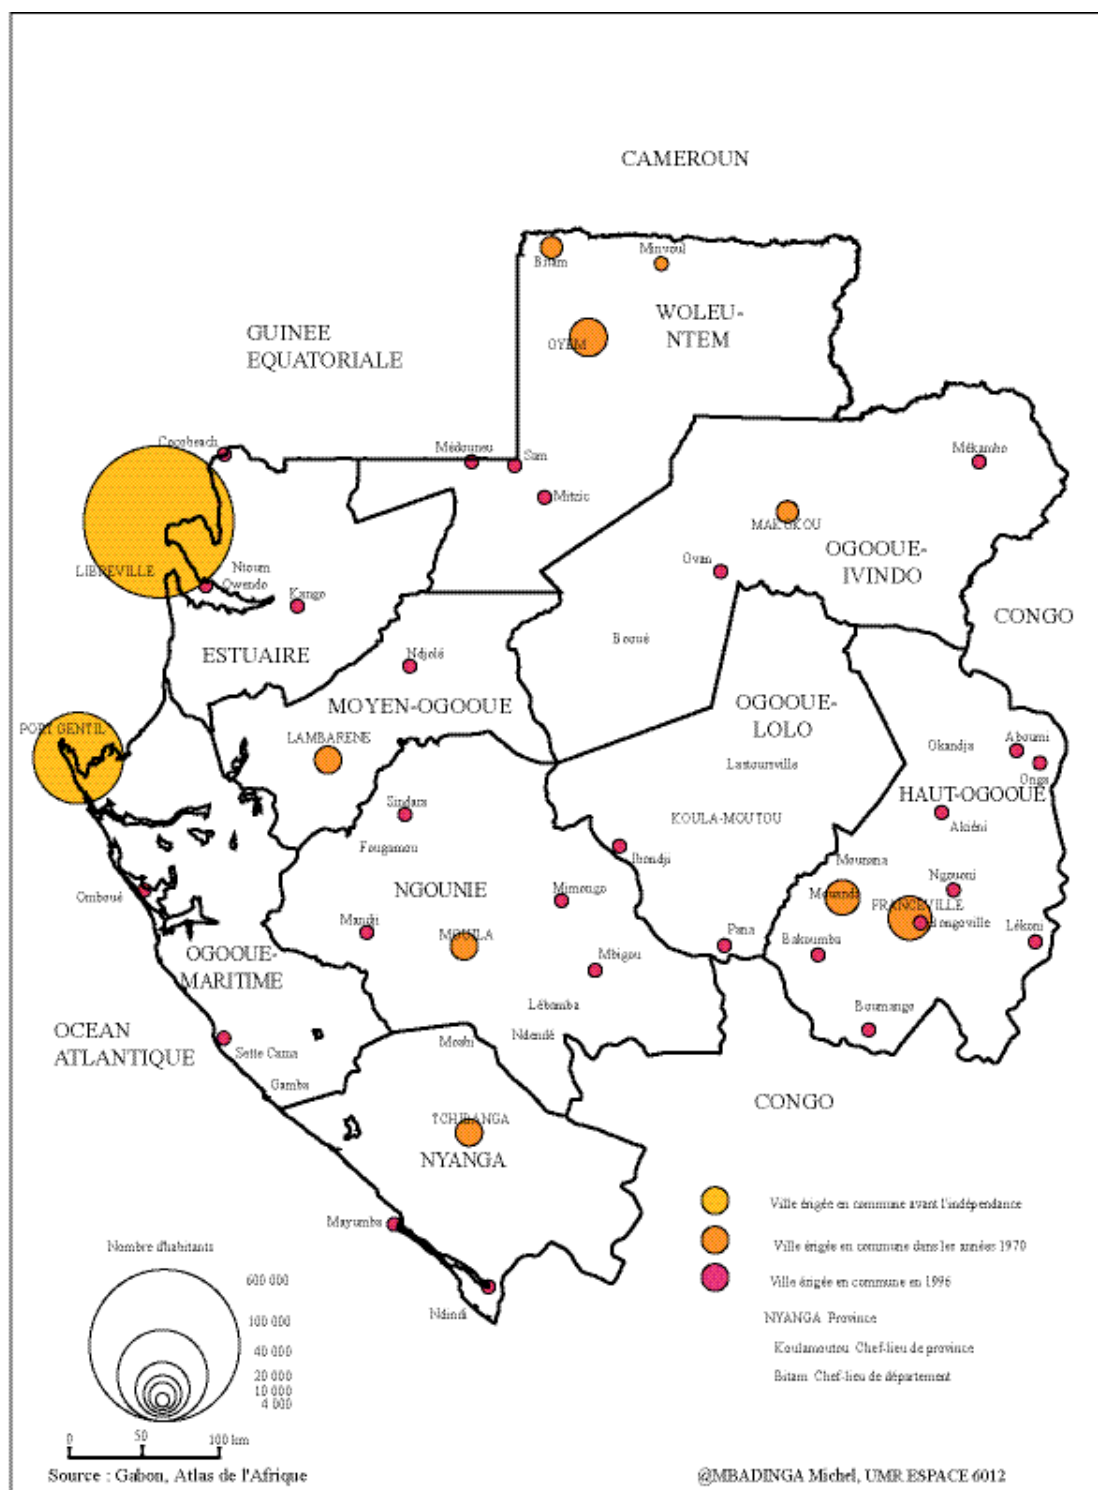 CAMEROUN
Bitam
Minvoul
WOLEU-
NTEM
GUINEE
EQUATORIALE
OYEM
Cocobeach
Médouneu
Sam
Mitzic
Mékambo
MAKOKOU
OGOOUE-
IVINDO
LIBREVILLE
Ntoum
Owendo
Kango
Ovan
CONGO
ESTUAIRE
Booué
Ndjolé
MOYEN-OGOOUE
OGOOUE-
LOLO
PORT GENTIL
LAMBARENE
Okandja
Aboumi
Lastoursville
Onga
HAUT-OGOOUÉ
Sindara
KOULA-MOUTOU
Akiéni
Fougamou
Ibondji
Mounana
NGOUNIE
Mimongo
Ngouoni
Omboué
Moanda
FRANCEVILLE
Mandji
MOUILA
Bongoville
Lékoni
Pana
Bakoumba
OGOOUE-
MARITIME
Mbigou
Lébamba
Boumango
OCEAN
ATLANTIQUE
Sette Cama
Moabi
Ndendé
Gamba
CONGO
TCHIBANGA
NYANGA
Mayumba
Ndindi
Ville érigée en commune avant l'indépendance
Ville érigée en commune dans les années 1970
Ville érigée en commune en 1996
NYANGA Province
Koulamoutou Chef-lieu de province
Bitam Chef-lieu de département
Nombre d'habitants
600 000
100 000
40 000
20 000
10 000
4 000
0 50 100 km
Source : Gabon, Atlas de l'Afrique
@MBADINGA Michel, UMR ESPACE 6012